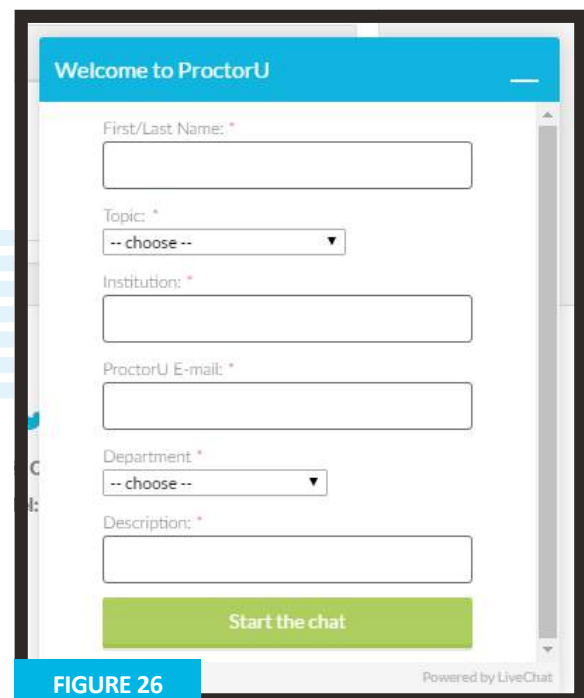 Welcome to ProctorU
First/Last Name: *
Topic: *
-- choose --
Institution: *
ProctorU E-mail: *
Department *
-- choose --
Description: *
Start the chat
Powered by LiveChat
FIGURE 26